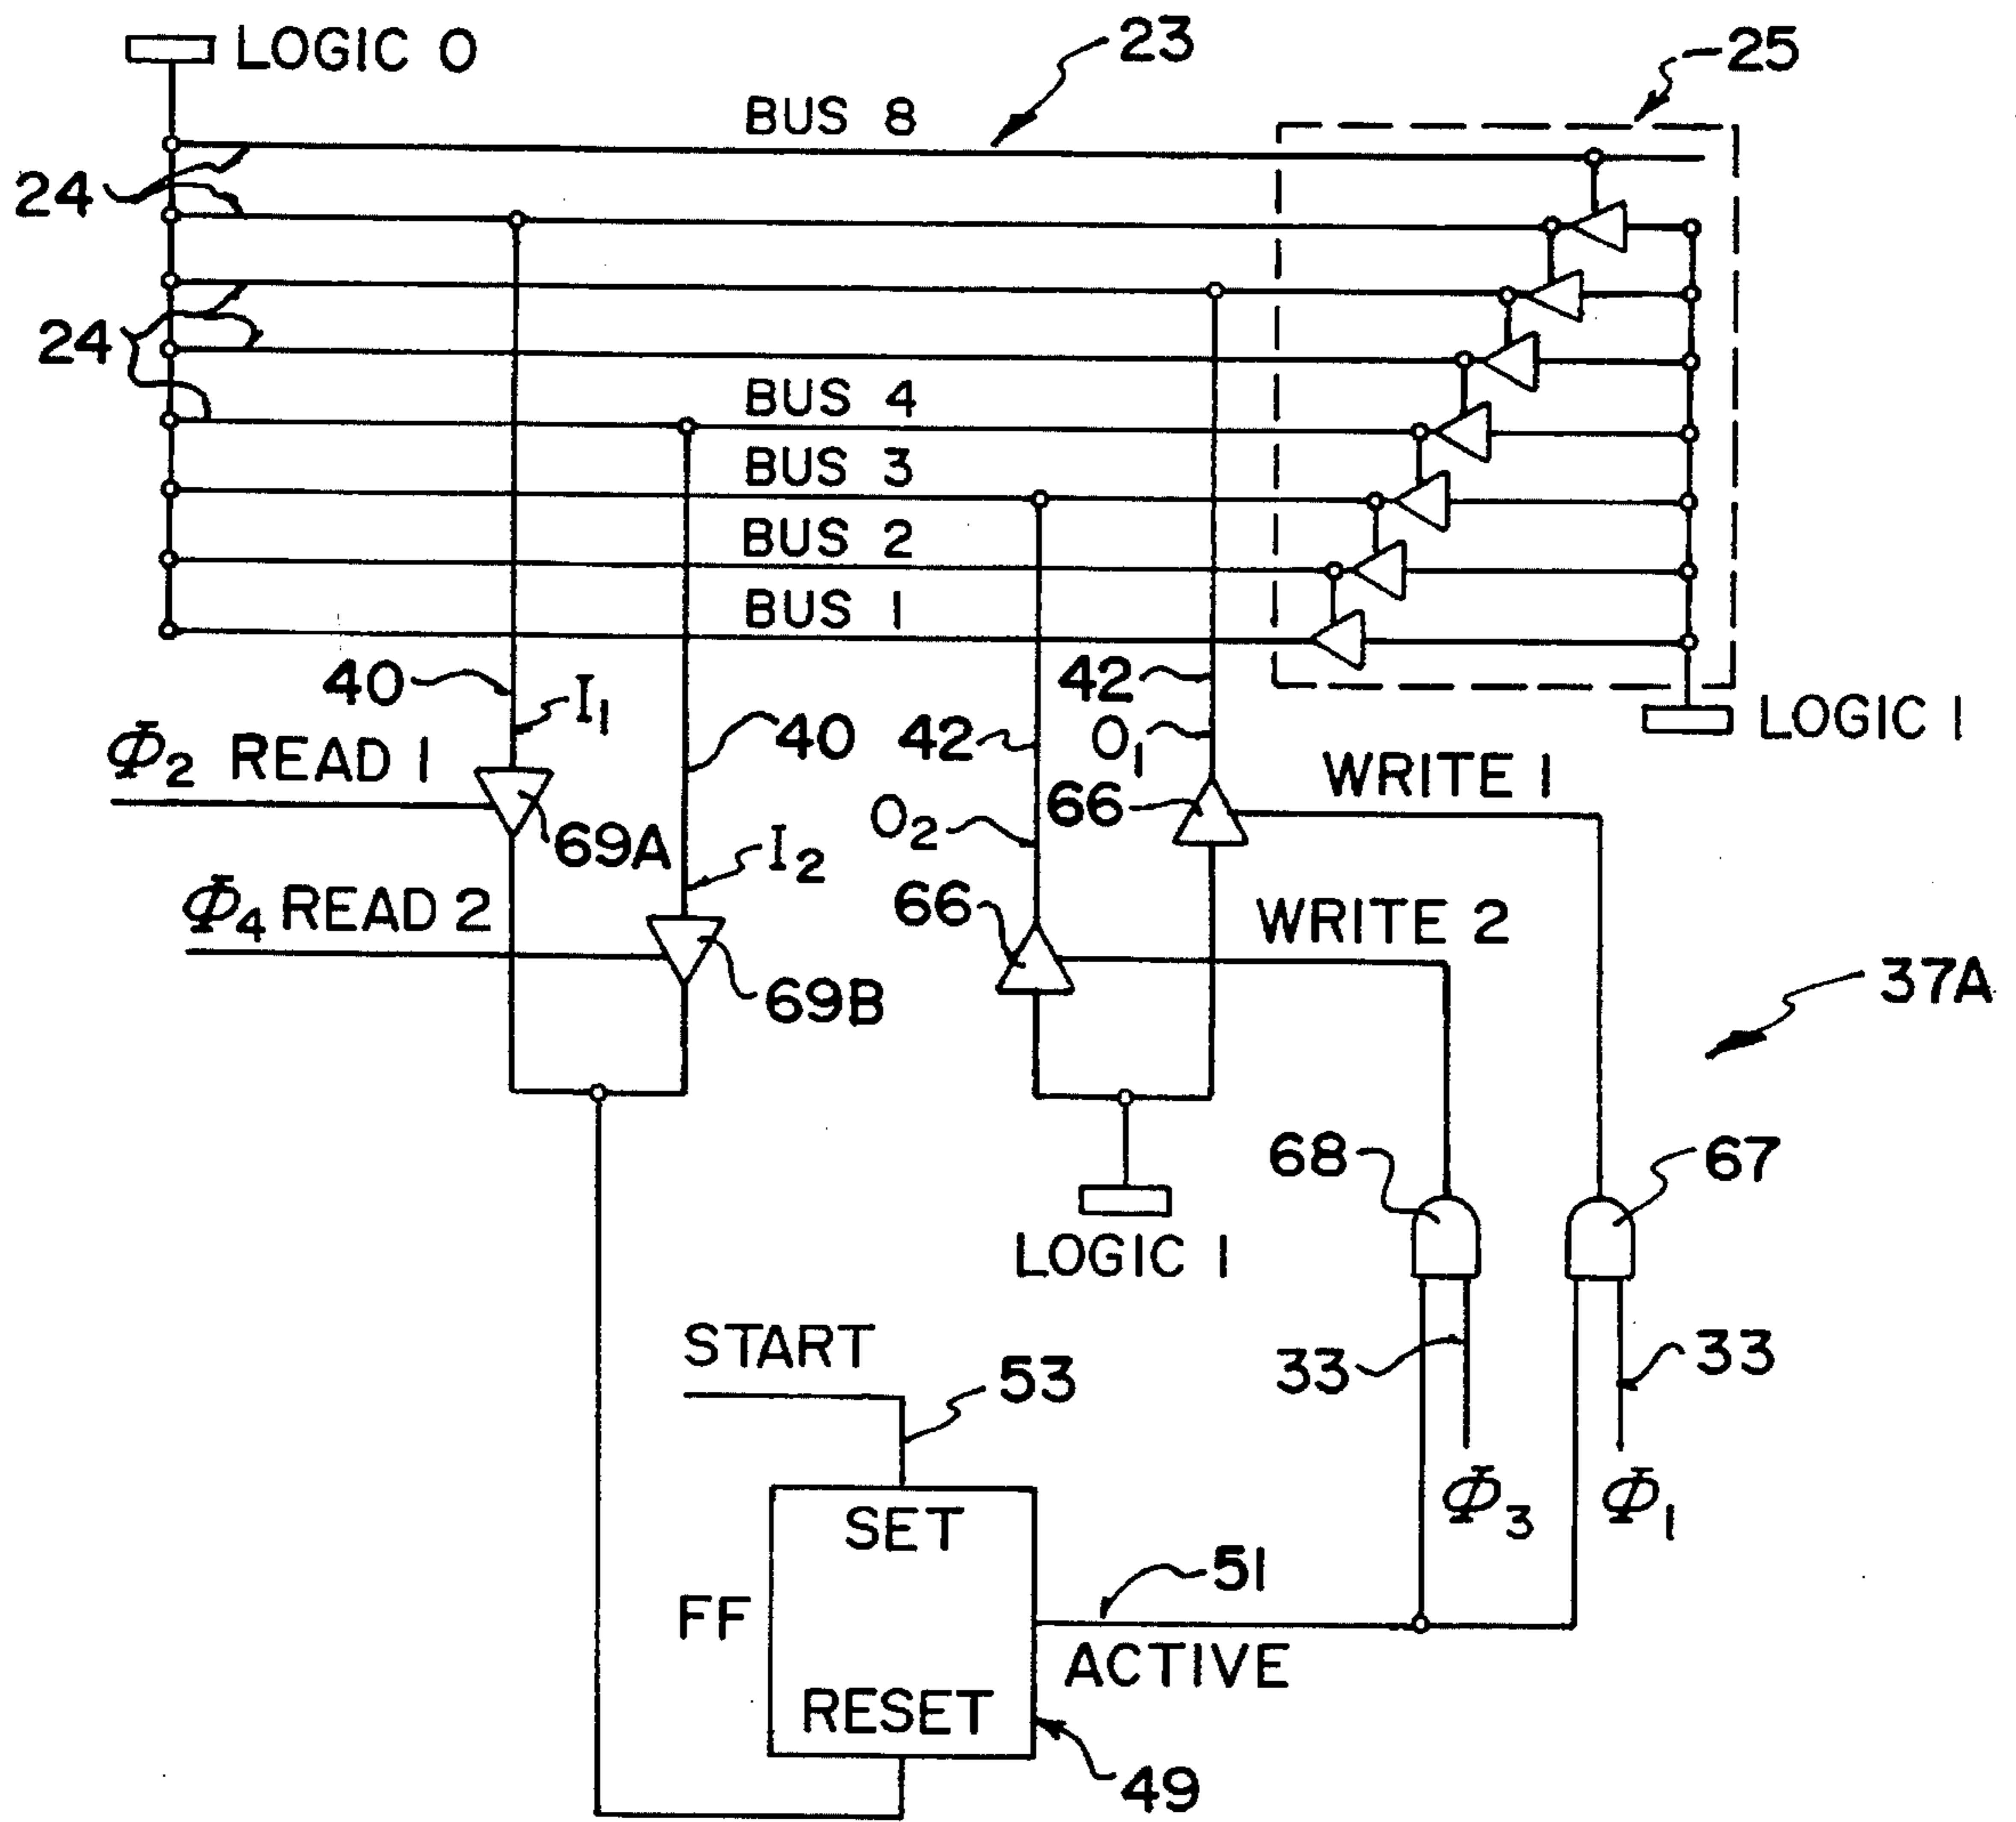 LOGIC 0
23
25
BUS 8
24
24
BUS 4
BUS 3
BUS 2
BUS 1
40
I₁
42
LOGIC 1
Φ₂ READ 1
40
42
O₁
WRITE 1
69A
O₂
66
I₂
Φ₄ READ 2
66
WRITE 2
69B
37A
68
67
LOGIC 1
START
53
33
33
Φ₃
Φ₁
SET
51
FF
ACTIVE
RESET
49